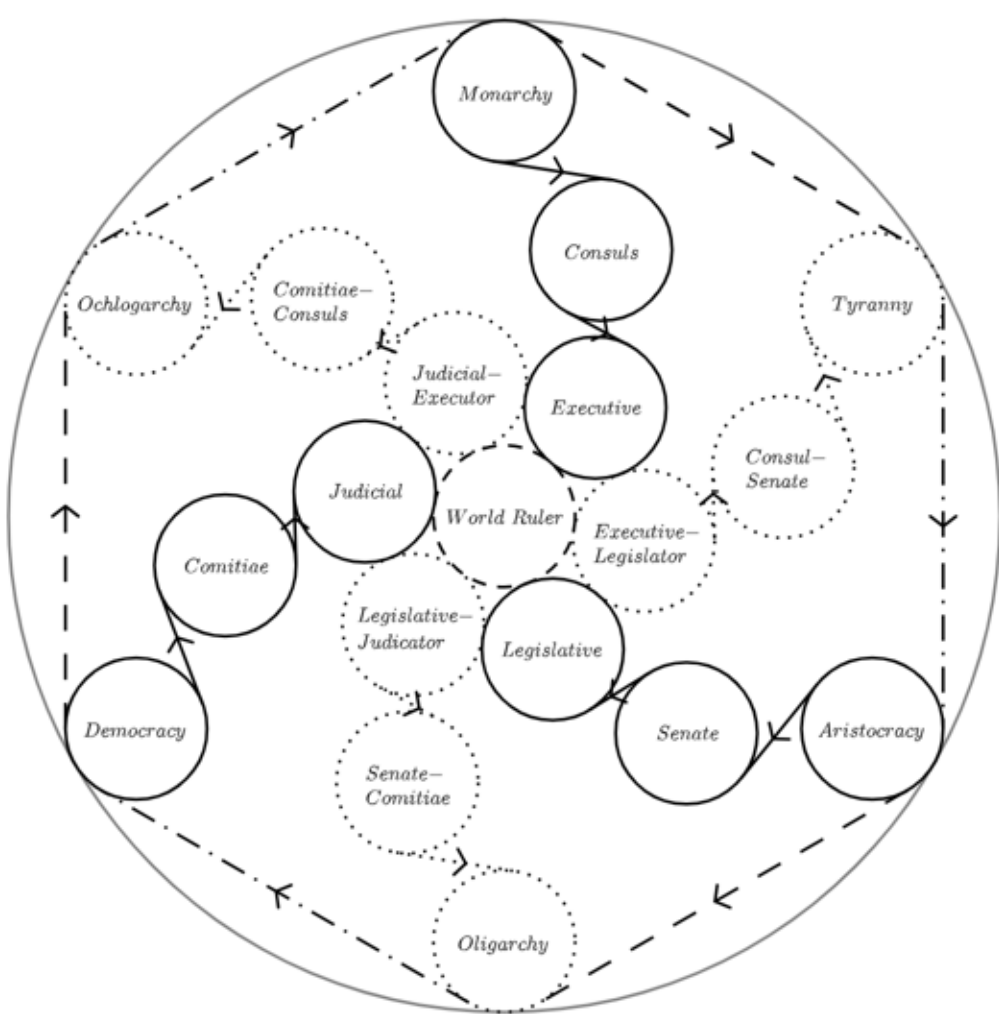 Monarchy
Consuls
Ochlogarchy
Comitiae–
Consuls
Tyranny
Judicial–
Executor
Executive
Consul–
Senate
Judicial
World Ruler
Executive–
Legislator
Comitiae
Legislative–
Judicator
Legislative
Democracy
Senate
Aristocracy
Senate–
Comitiae
Oligarchy